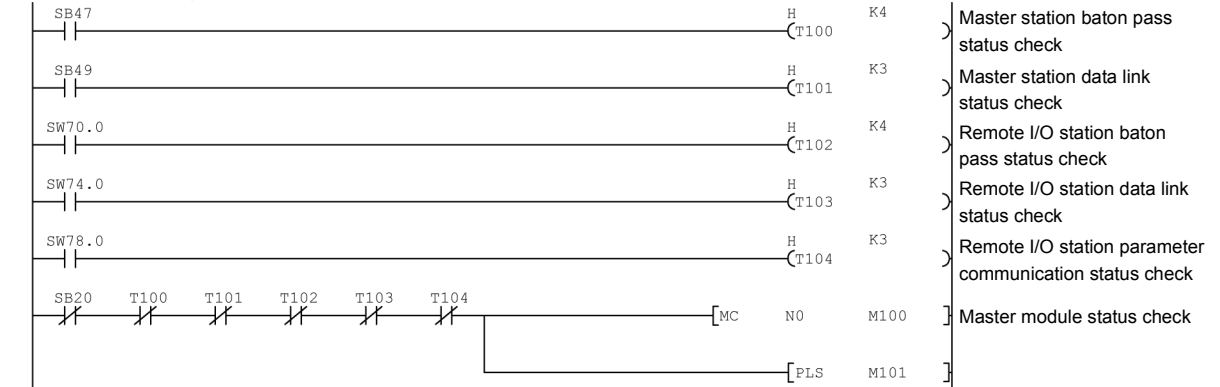 SB47 H K4 Master station baton pass
T100 status check
SB49 H K3 Master station data link
T101 status check
SW70.0 H K4 Remote I/O station baton
T102 pass status check
SW74.0 H K3 Remote I/O station data link
T103 status check
SW78.0 H K3 Remote I/O station parameter
T104 communication status check
SB20 T100 T101 T102 T103 T104
MC N0 M100 Master module status check
PLS M101